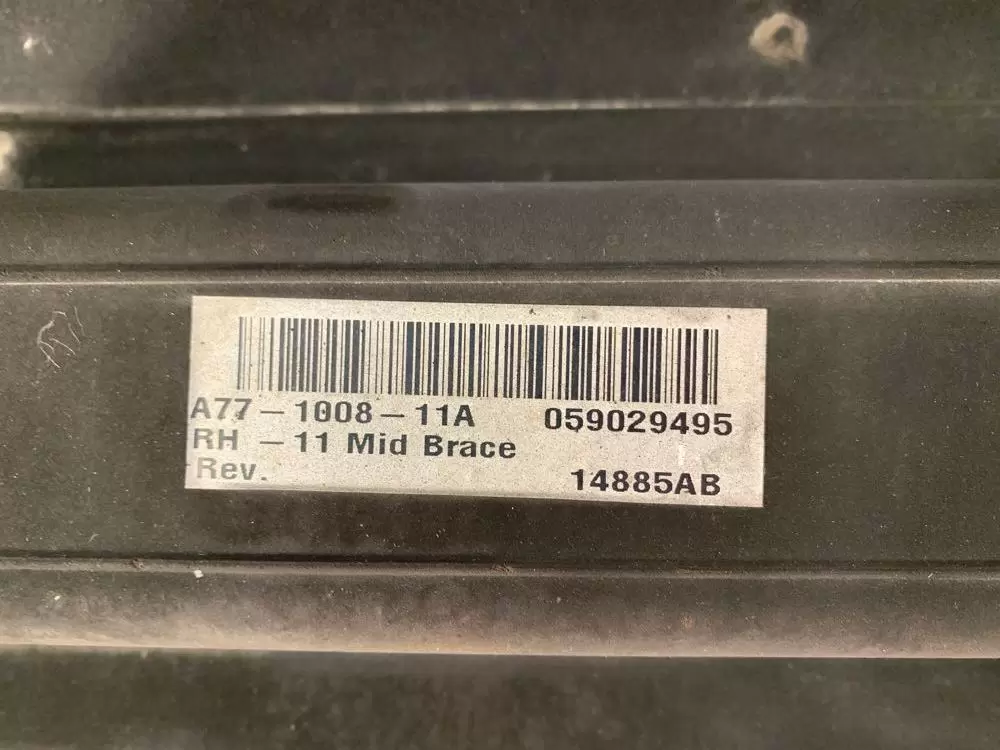 A77-1008-11A 059029495
RH -11 Mid Brace
Rev. 14885AB